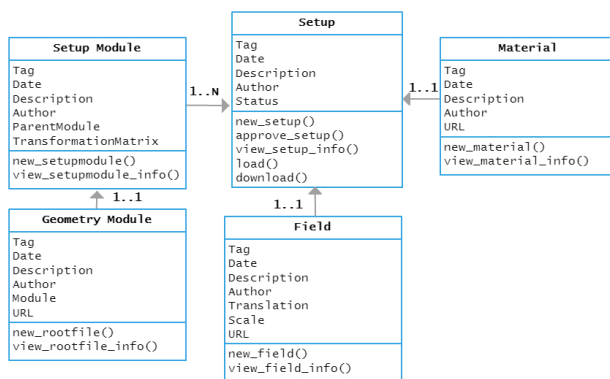 Setup Module
Tag
Date
Description
Author
ParentModule
TransformationMatrix
new_setupmodule()
view_setupmodule_info()
1..N
Setup
Tag
Date
Description
Author
Status
new_setup()
approve_setup()
view_setup_info()
load()
download()
1..1
Material
Tag
Date
Description
Author
URL
new_material()
view_material_info()
1..1
Geometry Module
Tag
Date
Description
Author
Module
URL
new_rootfile()
view_rootfile_info()
1..1
Field
Tag
Date
Description
Author
Translation
Scale
URL
new_field()
view_field_info()